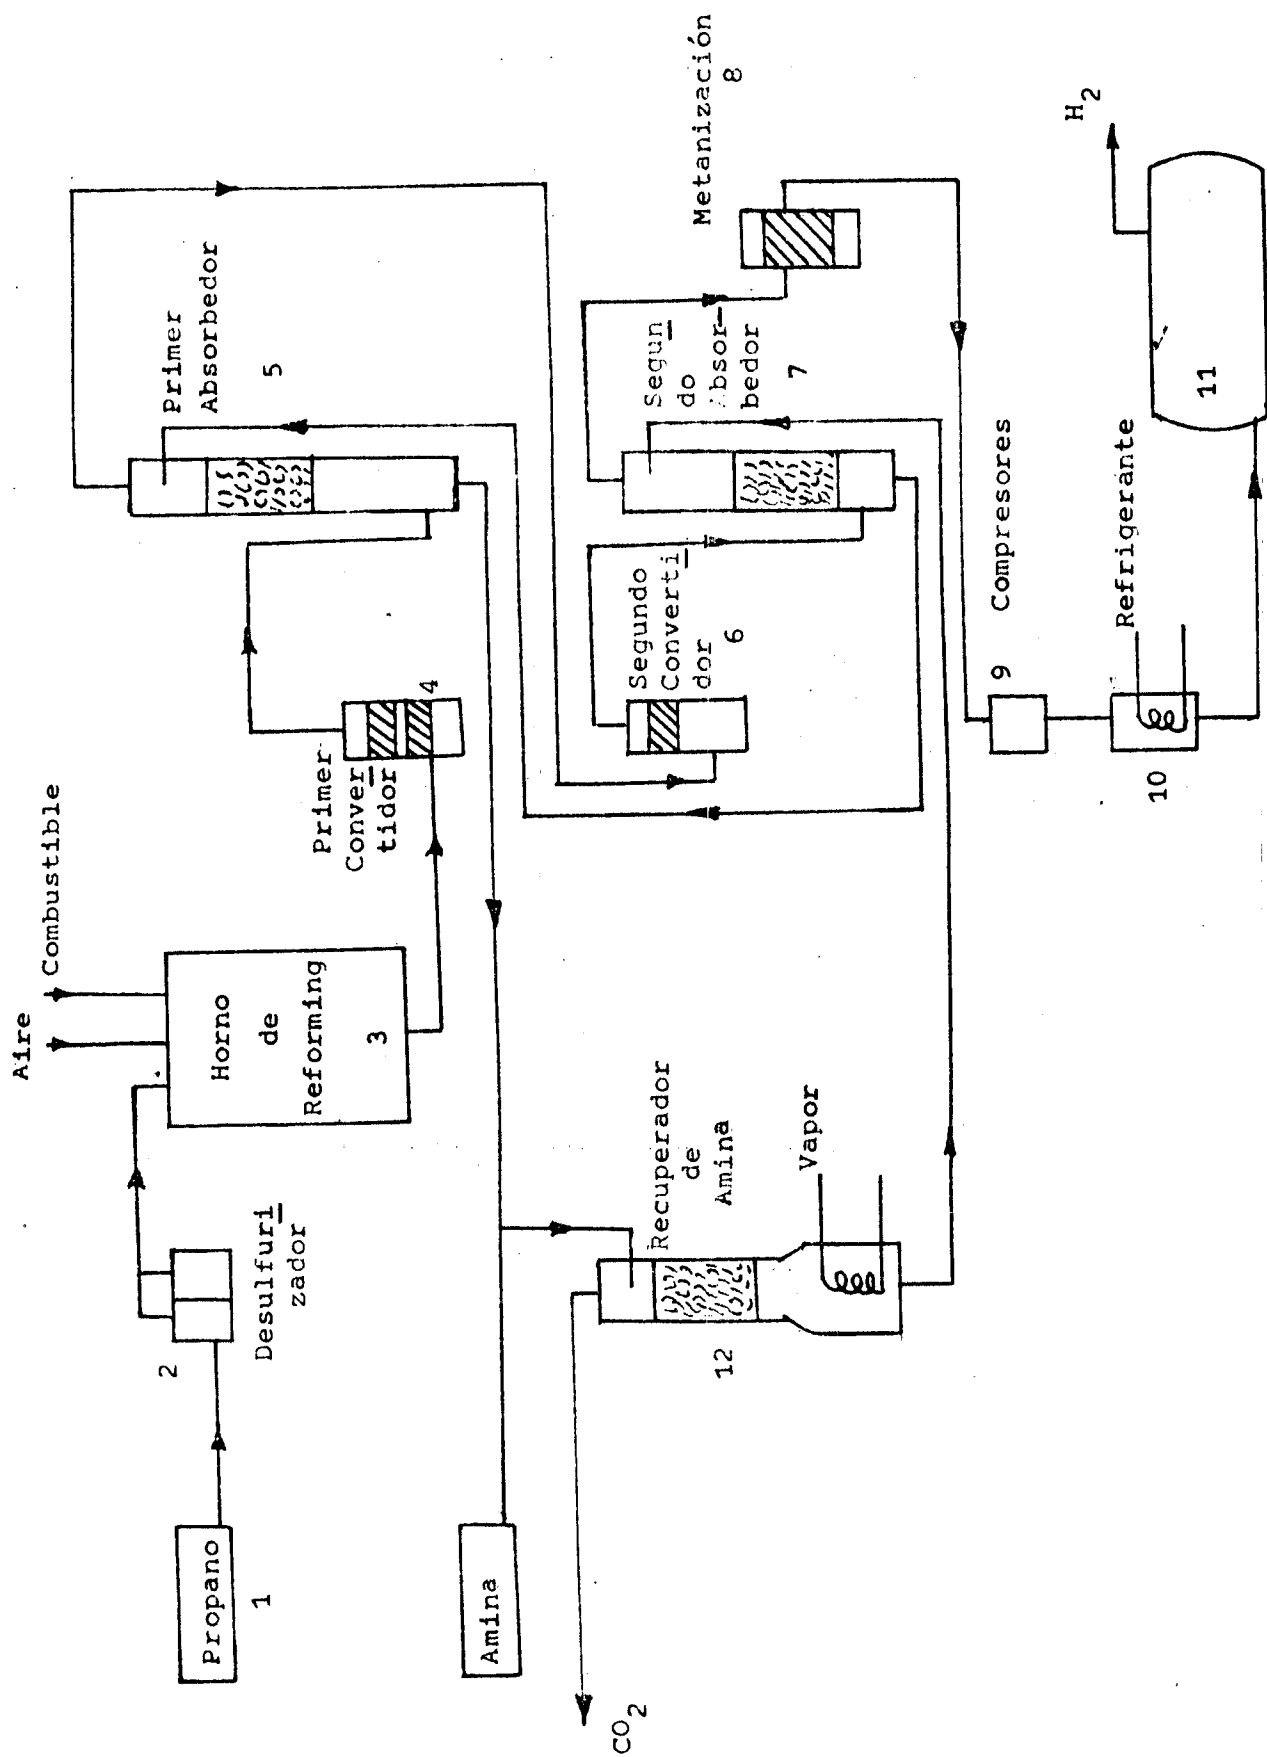 Propano
1
2
Desulfuri
zador
Aire
Combustible
Horno
de
Reforming
3
Primer
Conver
tidor
4
Primer
Absorbedor
5
Amina
CO2
Recuperador
de
Amina
12
Vapor
Segundo
Converti
dor
6
Segun
do
Absor-
bedor
7
Metanización
8
9
Compresores
10
Refrigerante
11
H2